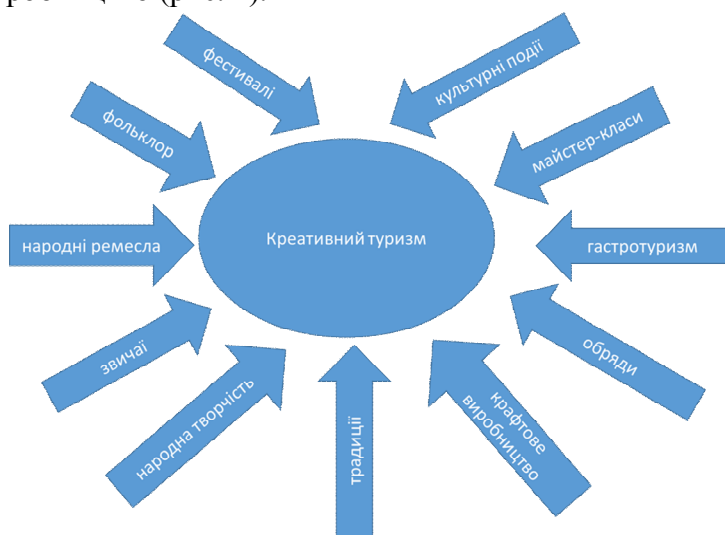 фестивалі
культурні події
фольклор
майстер-класи
народні ремесла
Креативний туризм
гастротуризм
звичаї
обряди
народна творчість
традиції
крафтове
виробництво